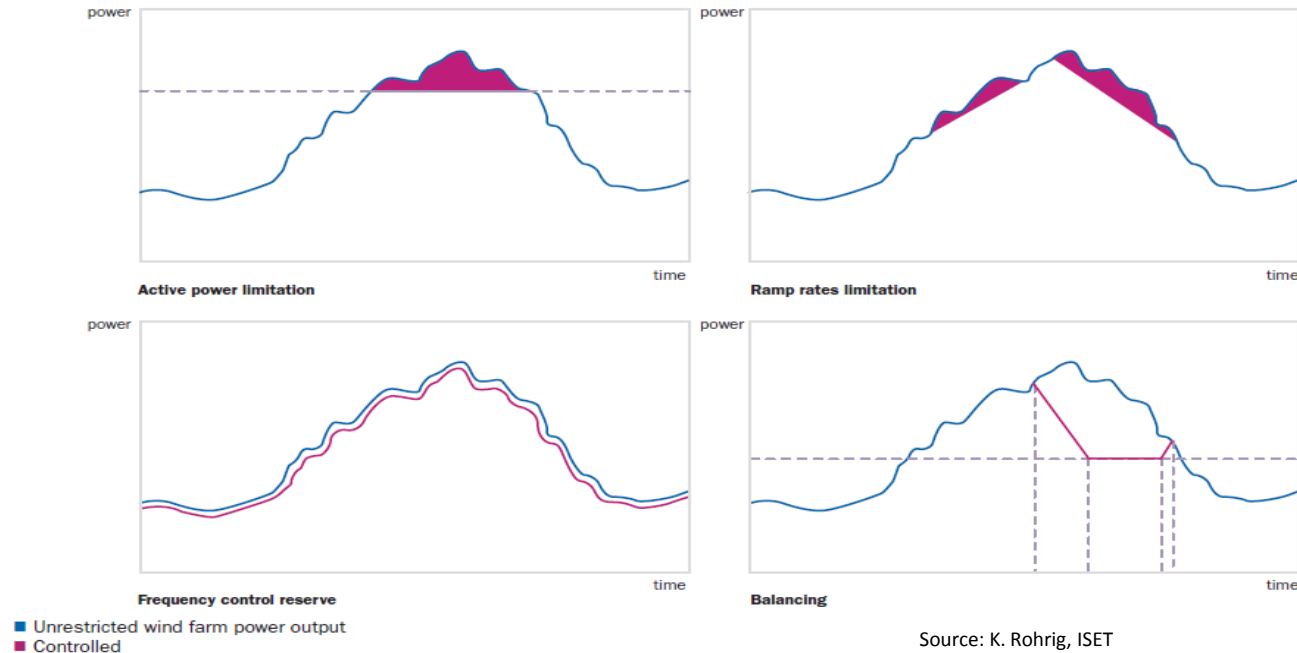 power
time
Active power limitation
power
time
Ramp rates limitation
power
time
Frequency control reserve
power
time
Balancing
Unrestricted wind farm power output
Controlled
Source: K. Rohrig, ISET